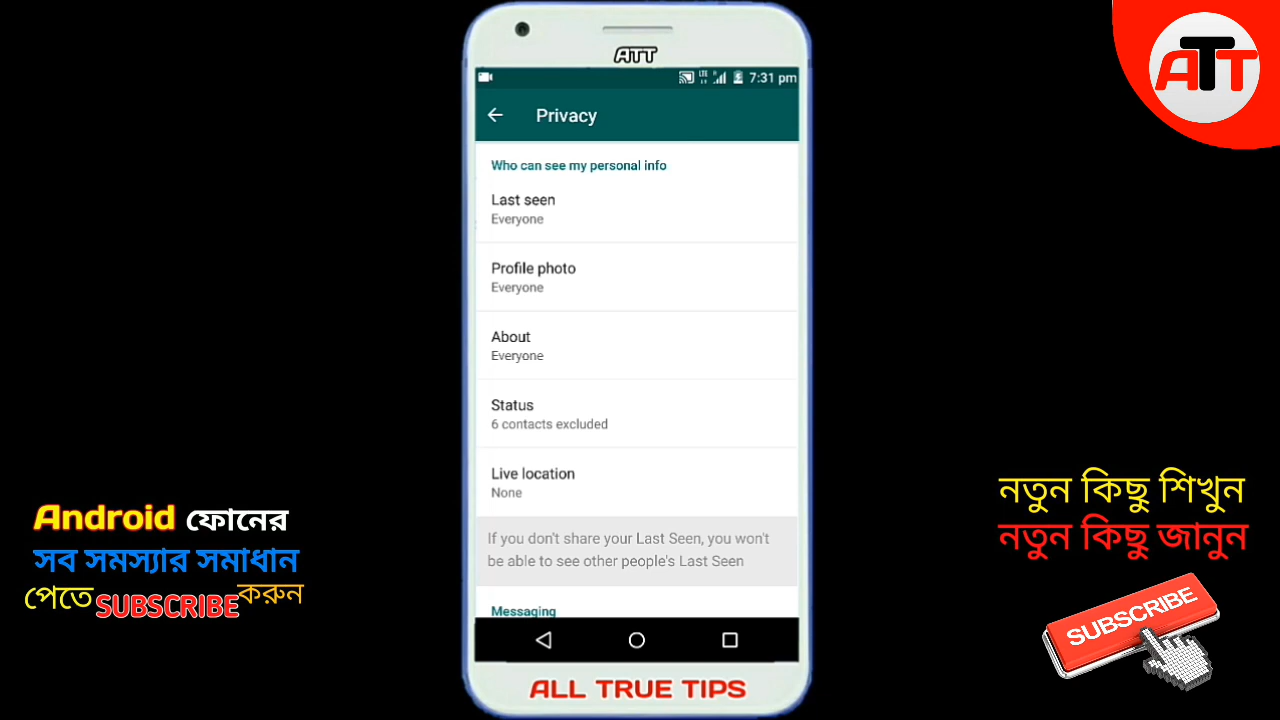 ATT
7:31 pm
Privacy
Who can see my personal info
Last seen
Everyone
Profile photo
Everyone
About
Everyone
Status
6 contacts excluded
Live location
None
If you don't share your Last Seen, you won't
be able to see other people's Last Seen
Messaging
ALL TRUE TIPS
Android ফোনের
সব সমস্যার সমাধান
পেতে SUBSCRIBE করুন
ATT
নতুন কিছু শিখুন
নতুন কিছু জানুন
SUBSCRIBE